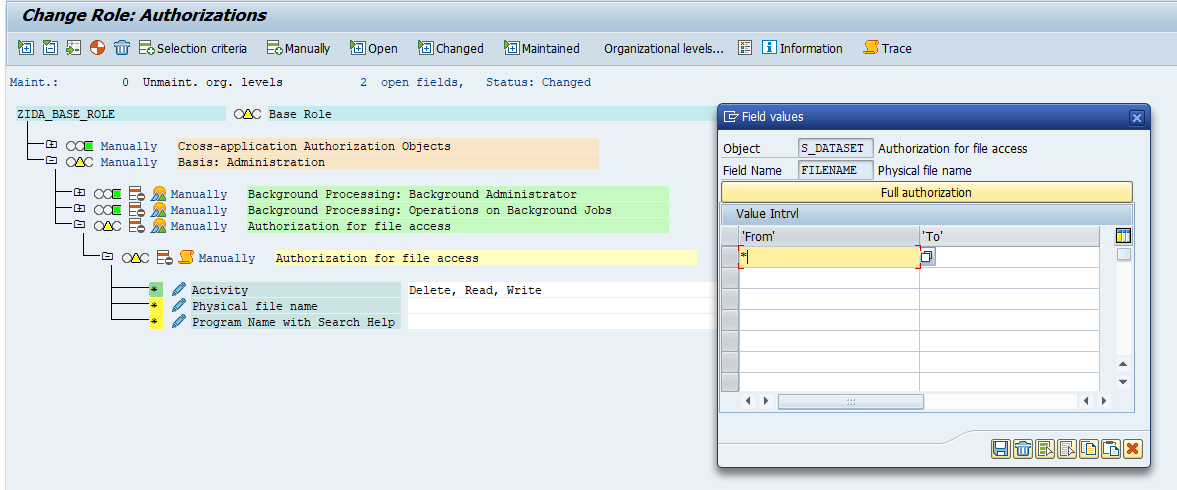 Change Role: Authorizations
Selection criteria Manually Open Changed Maintained Organizational levels... Information Trace
Maint.: 0 Unmaint. org. levels 2 open fields, Status: Changed
ZIDA_BASE_ROLE Base Role
Manually Cross-application Authorization Objects
Manually Basis: Administration
Manually Background Processing: Background Administrator
Manually Background Processing: Operations on Background Jobs
Manually Authorization for file access
Manually Authorization for file access
* Activity Delete, Read, Write
* Physical file name
* Program Name with Search Help
Field values
Object S_DATASET Authorization for file access
Field Name FILENAME Physical file name
Full authorization
Value Intrvl
'From' 'To'
*